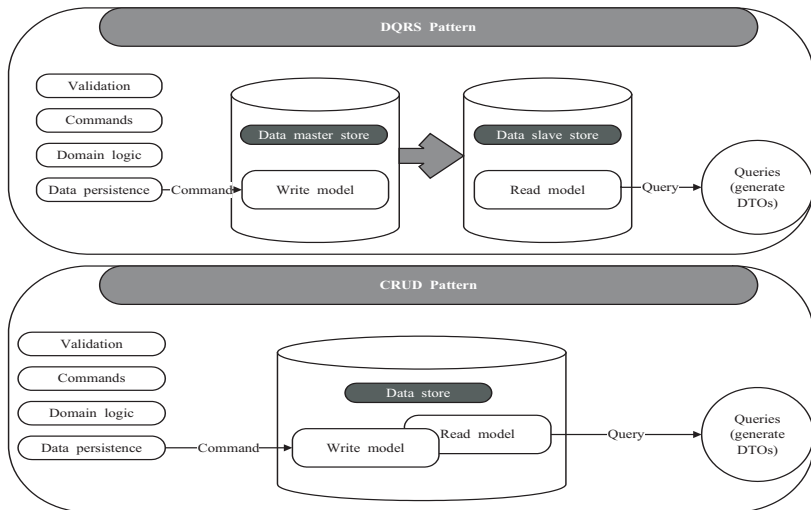 DQRS Pattern
Validation
Commands
Domain logic
Data persistence
Command
Data master store
Write model
Data slave store
Read model
Query
Queries
(generate
DTOs)
CRUD Pattern
Validation
Commands
Domain logic
Data persistence
Command
Data store
Read model
Write model
Query
Queries
(generate
DTOs)